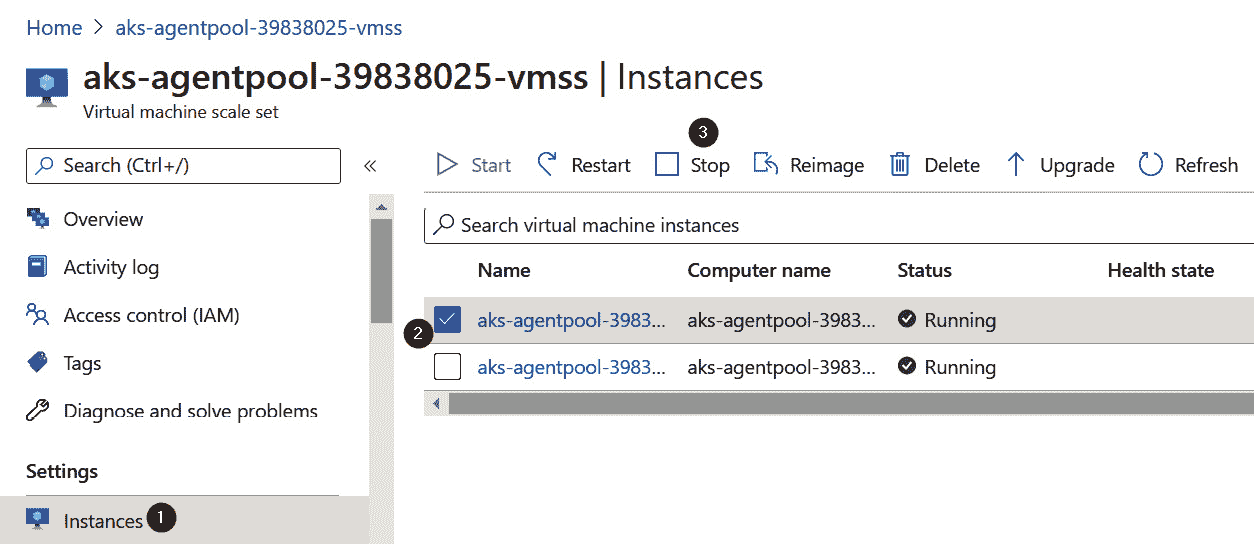 Home > aks-agentpool-39838025-vmss
aks-agentpool-39838025-vmss | Instances
Virtual machine scale set
3
Search (Ctrl+/)
«
Start Restart Stop Reimage Delete Upgrade Refresh
Overview
Activity log
Access control (IAM)
Tags
Diagnose and solve problems
Settings
Instances 1
Search virtual machine instances
Name Computer name Status Health state
aks-agentpool-3983... aks-agentpool-3983... Running
2
aks-agentpool-3983... aks-agentpool-3983... Running